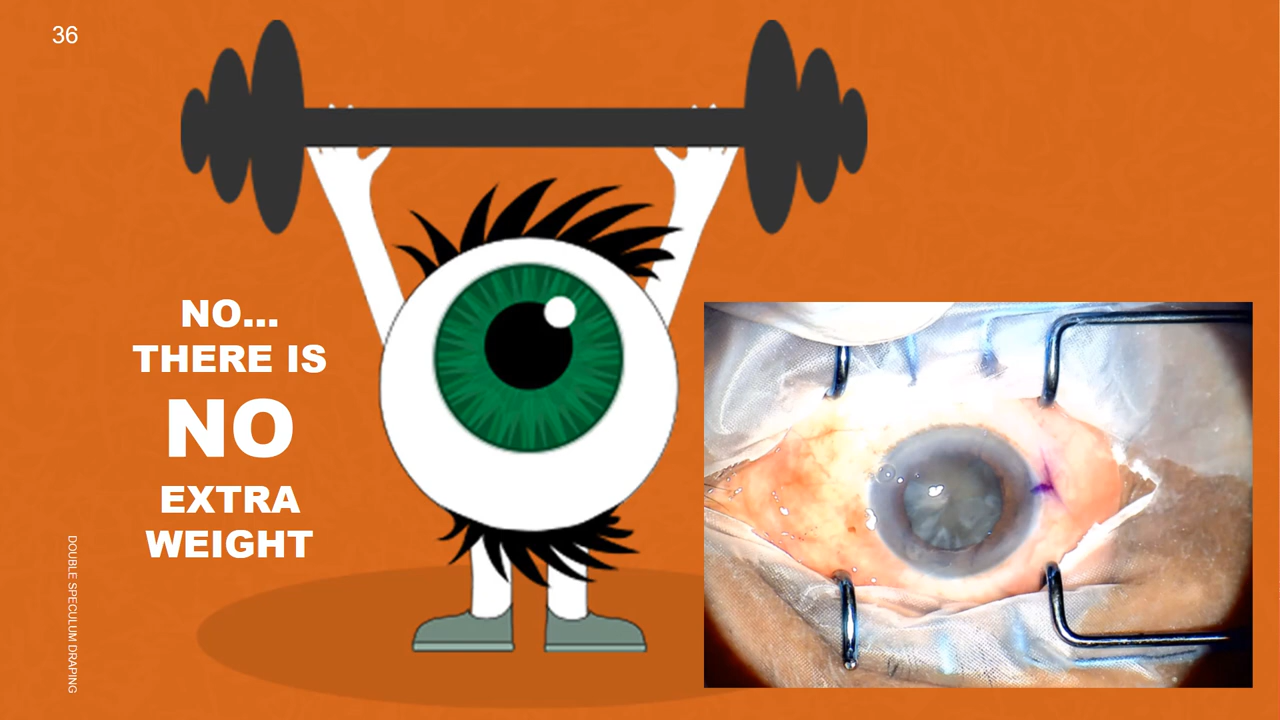 36
NO...
THERE IS
NO
EXTRA
WEIGHT
DOUBLE SPECULUM DRAPING